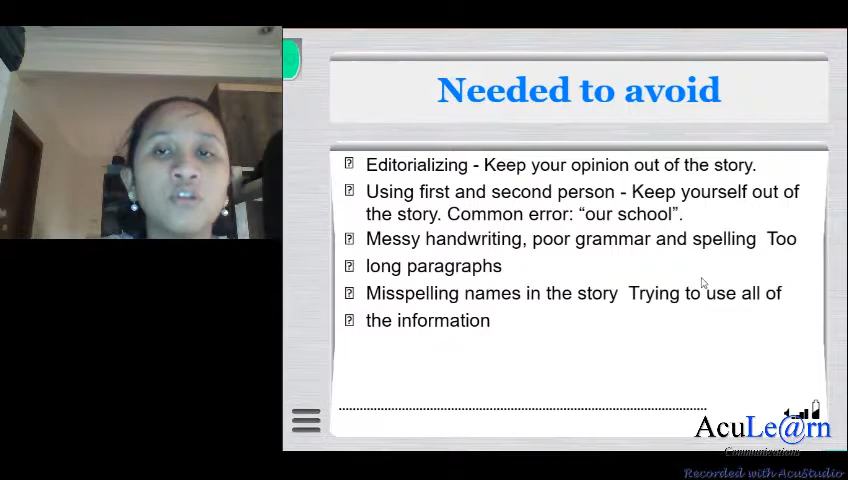 Needed to avoid
Editorializing - Keep your opinion out of the story.
Using first and second person - Keep yourself out of
the story. Common error: “our school”.
Messy handwriting, poor grammar and spelling Too
long paragraphs
Misspelling names in the story Trying to use all of
the information
AcuLe@rn
Communications
Recorded with AcuStudio